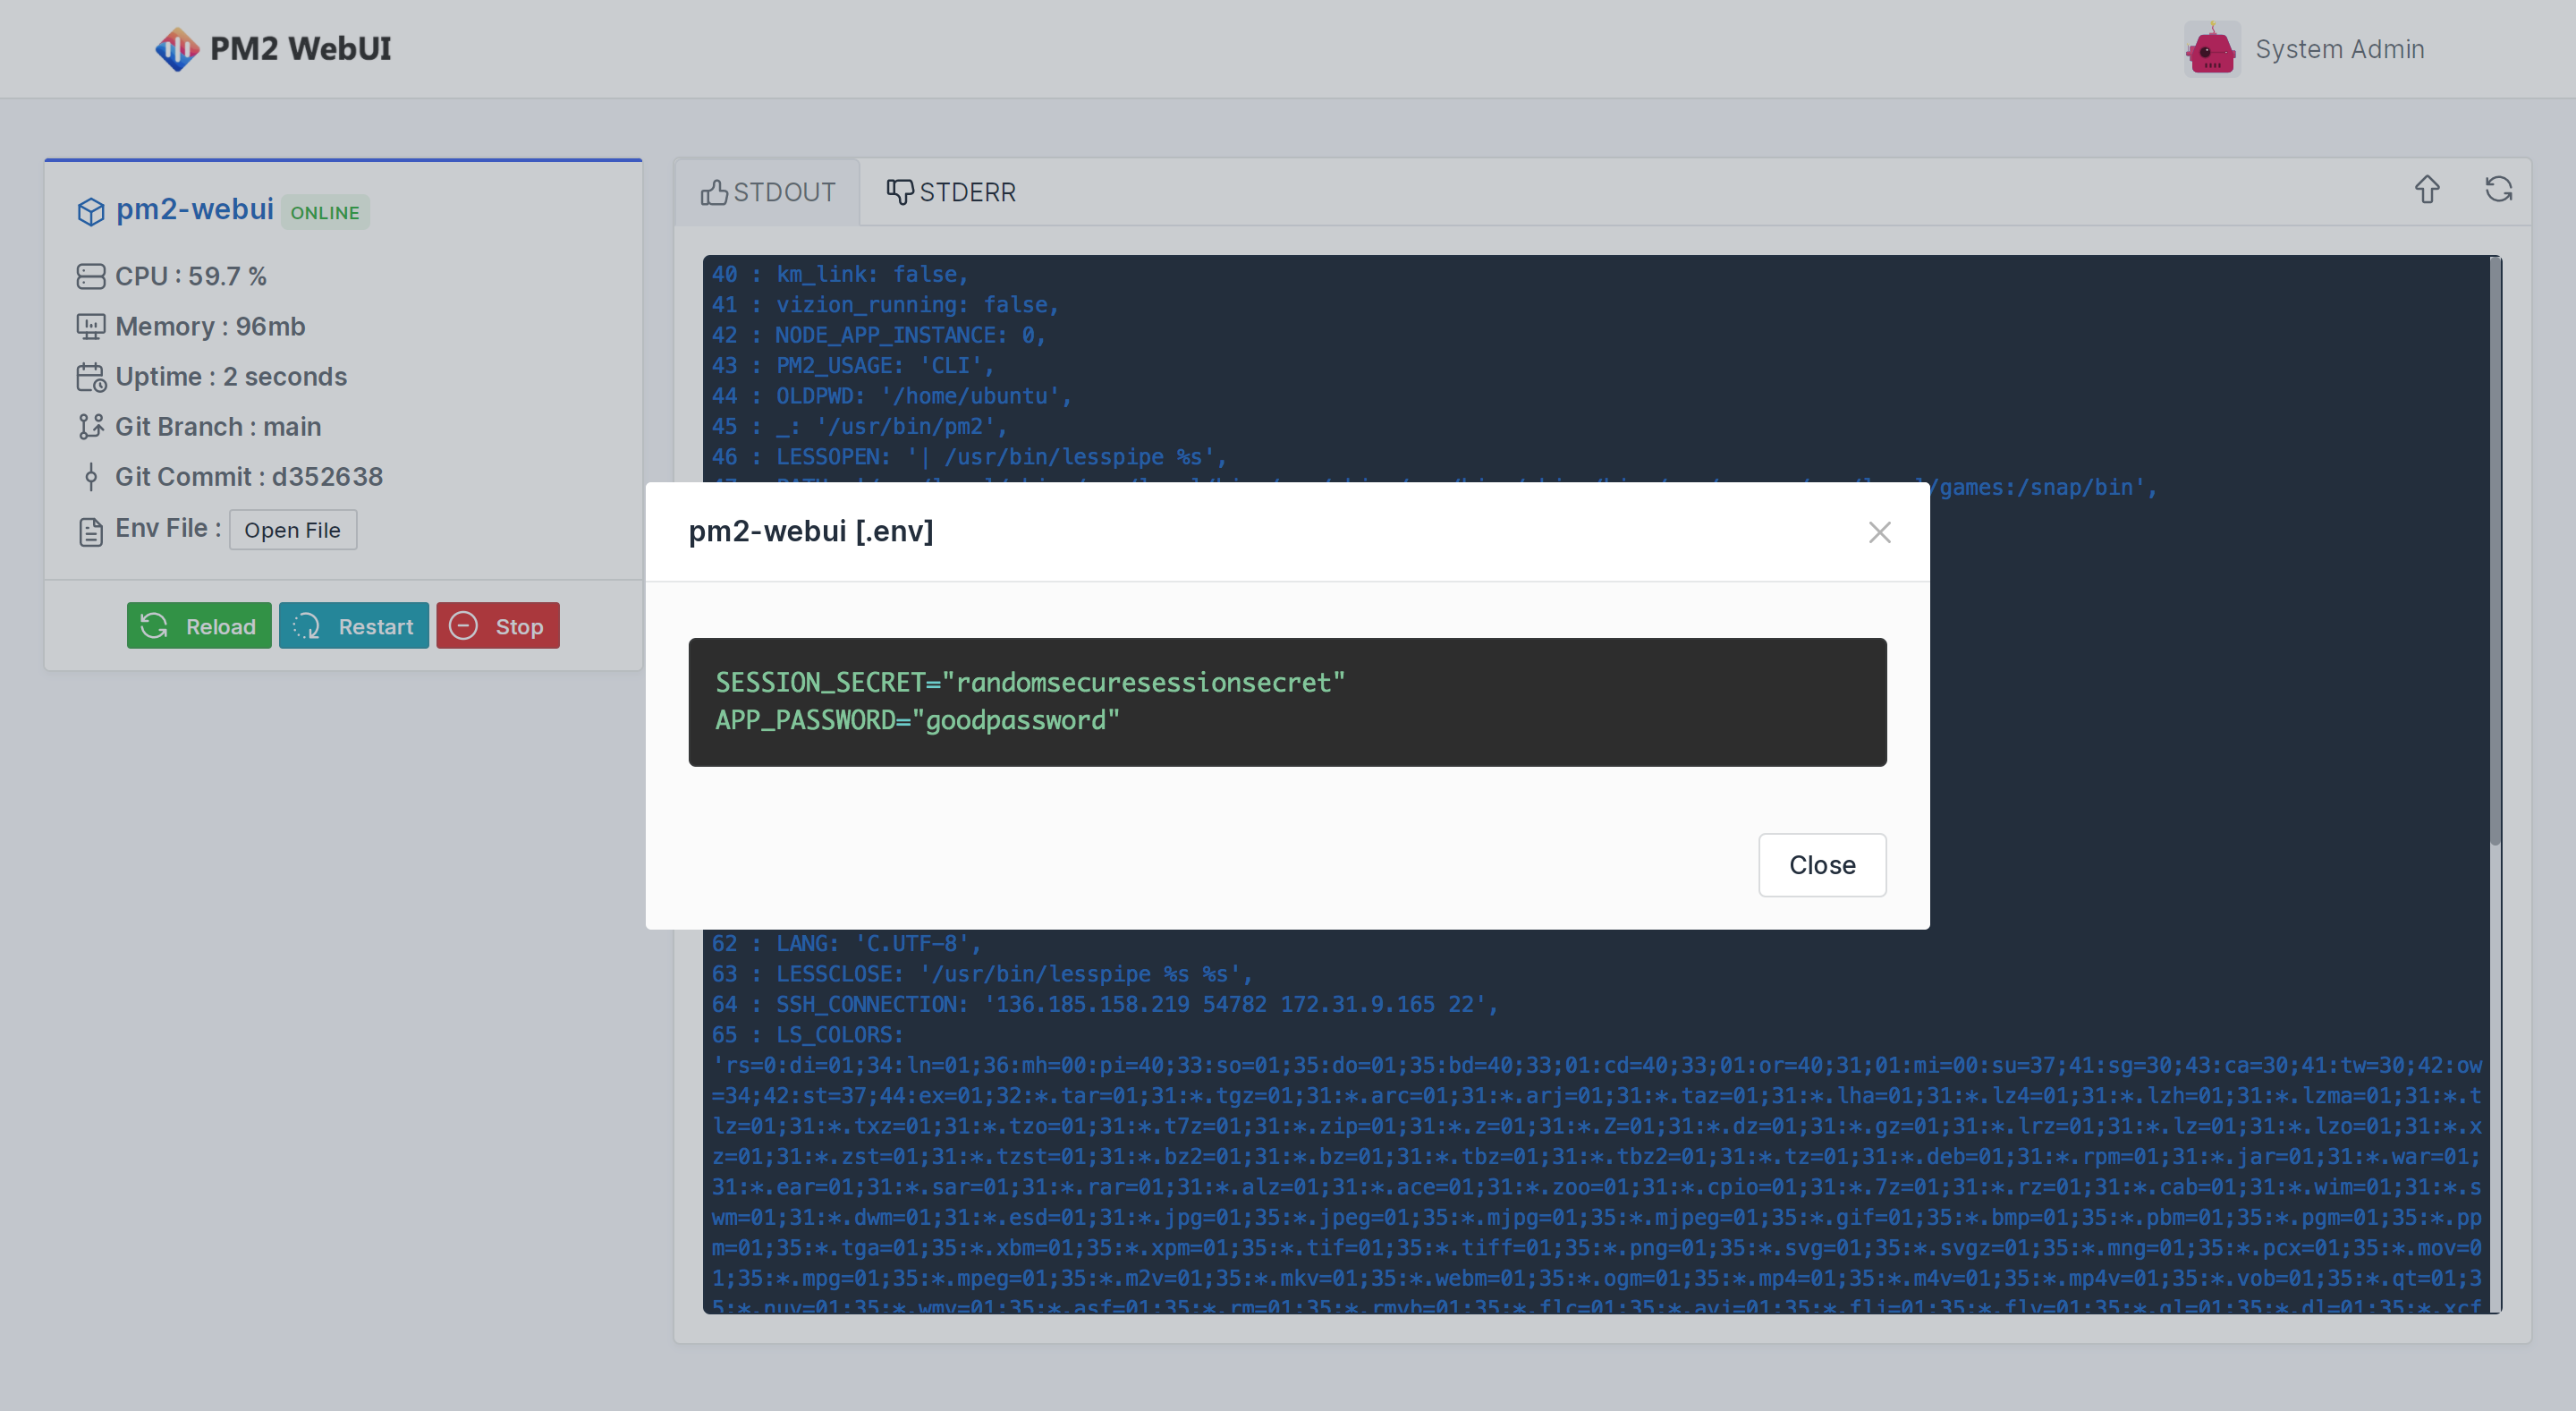 PM2 WebUI
System Admin
pm2-webui ONLINE
CPU : 59.7 %
Memory : 96mb
Uptime : 2 seconds
Git Branch : main
Git Commit : d352638
Env File : Open File
Reload Restart Stop
STDOUT STDERR
40 : km_link: false,
41 : vizion_running: false,
42 : NODE_APP_INSTANCE: 0,
43 : PM2_USAGE: 'CLI',
44 : OLDPWD: '/home/ubuntu',
45 : _: '/usr/bin/pm2',
46 : LESSOPEN: '| /usr/bin/lesspipe %s',
/games:/snap/bin',
pm2-webui [.env]
SESSION_SECRET="randomsecuresessionsecret"
APP_PASSWORD="goodpassword"
Close
62 : LANG: 'C.UTF-8',
63 : LESSCLOSE: '/usr/bin/lesspipe %s %s',
64 : SSH_CONNECTION: '136.185.158.219 54782 172.31.9.165 22',
65 : LS_COLORS:
'rs=0:di=01;34:ln=01;36:mh=00:pi=40;33:so=01;35:do=01;35:bd=40;33;01:cd=40;33;01:or=40;31;01:mi=00:su=37;41:sg=30;43:ca=30;41:tw=30;42:ow
=34;42:st=37;44:ex=01;32:*.tar=01;31:*.tgz=01;31:*.arc=01;31:*.arj=01;31:*.taz=01;31:*.lha=01;31:*.lz4=01;31:*.lzh=01;31:*.lzma=01;31:*.t
lz=01;31:*.txz=01;31:*.tzo=01;31:*.t7z=01;31:*.zip=01;31:*.z=01;31:*.Z=01;31:*.dz=01;31:*.gz=01;31:*.lrz=01;31:*.lz=01;31:*.lzo=01;31:*.x
z=01;31:*.zst=01;31:*.tzst=01;31:*.bz2=01;31:*.bz=01;31:*.tbz=01;31:*.tbz2=01;31:*.tz=01;31:*.deb=01;31:*.rpm=01;31:*.jar=01;31:*.war=01;
31:*.ear=01;31:*.sar=01;31:*.rar=01;31:*.alz=01;31:*.ace=01;31:*.zoo=01;31:*.cpio=01;31:*.7z=01;31:*.rz=01;31:*.cab=01;31:*.wim=01;31:*.s
wm=01;31:*.dwm=01;31:*.esd=01;31:*.jpg=01;35:*.jpeg=01;35:*.mjpg=01;35:*.mjpeg=01;35:*.gif=01;35:*.bmp=01;35:*.pbm=01;35:*.pgm=01;35:*.pp
m=01;35:*.tga=01;35:*.xbm=01;35:*.xpm=01;35:*.tif=01;35:*.tiff=01;35:*.png=01;35:*.svg=01;35:*.svgz=01;35:*.mng=01;35:*.pcx=01;35:*.mov=0
1;35:*.mpg=01;35:*.mpeg=01;35:*.m2v=01;35:*.mkv=01;35:*.webm=01;35:*.ogm=01;35:*.mp4=01;35:*.m4v=01;35:*.mp4v=01;35:*.vob=01;35:*.qt=01;3
5:*.nuv=01;35:*.wmv=01;35:*.asf=01;35:*.rm=01;35:*.rmvb=01;35:*.flc=01;35:*.avi=01;35:*.fli=01;35:*.flv=01;35:*.gl=01;35:*.dl=01;35:*.xcf